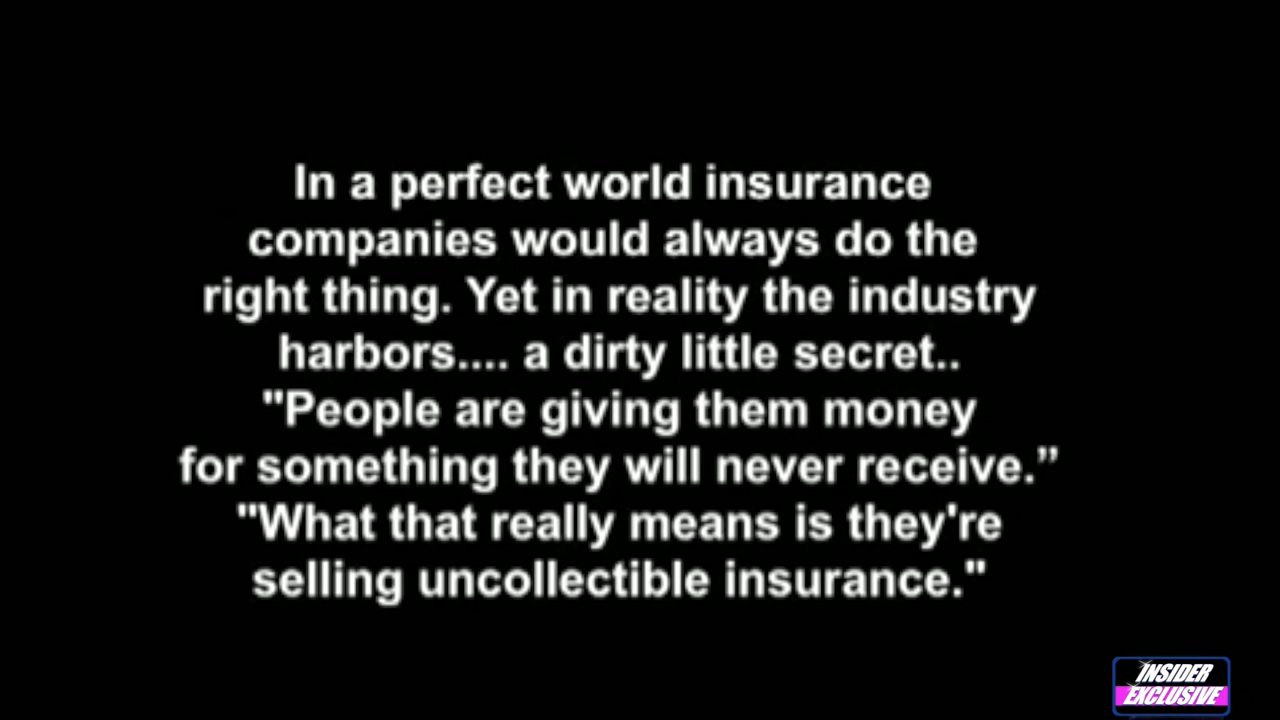 In a perfect world insurance
companies would always do the
right thing. Yet in reality the industry
harbors.... a dirty little secret..
"People are giving them money
for something they will never receive.”
"What that really means is they're
selling uncollectible insurance."
INSIDER
EXCLUSIVE